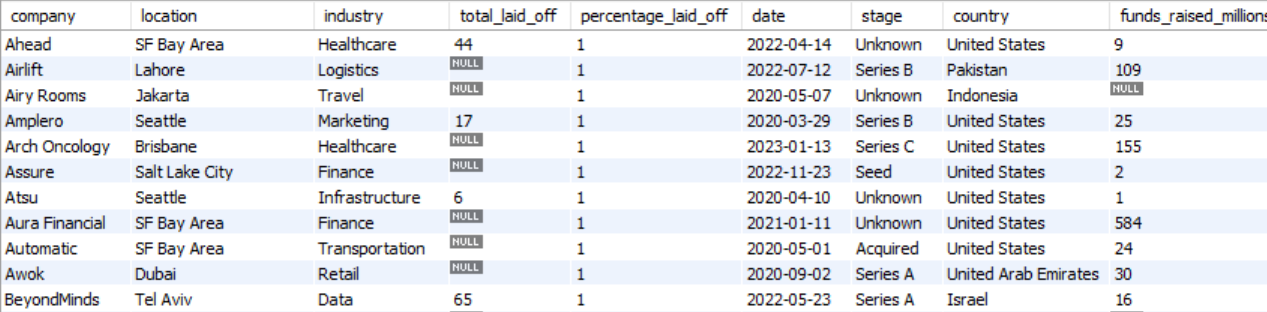 company location industry total_laid_off percentage_laid_off date stage country funds_raised_millions
Ahead SF Bay Area Healthcare 44 1 2022-04-14 Unknown United States 9
Airlift Lahore Logistics NULL 1 2022-07-12 Series B Pakistan 109
Airy Rooms Jakarta Travel NULL 1 2020-05-07 Unknown Indonesia NULL
Amplero Seattle Marketing 17 1 2020-03-29 Series B United States 25
Arch Oncology Brisbane Healthcare NULL 1 2023-01-13 Series C United States 155
Assure Salt Lake City Finance NULL 1 2022-11-23 Seed United States 2
Atsu Seattle Infrastructure 6 1 2020-04-10 Unknown United States 1
Aura Financial SF Bay Area Finance NULL 1 2021-01-11 Unknown United States 584
Automatic SF Bay Area Transportation NULL 1 2020-05-01 Acquired United States 24
Awok Dubai Retail NULL 1 2020-09-02 Series A United Arab Emirates 30
BeyondMinds Tel Aviv Data 65 1 2022-05-23 Series A Israel 16